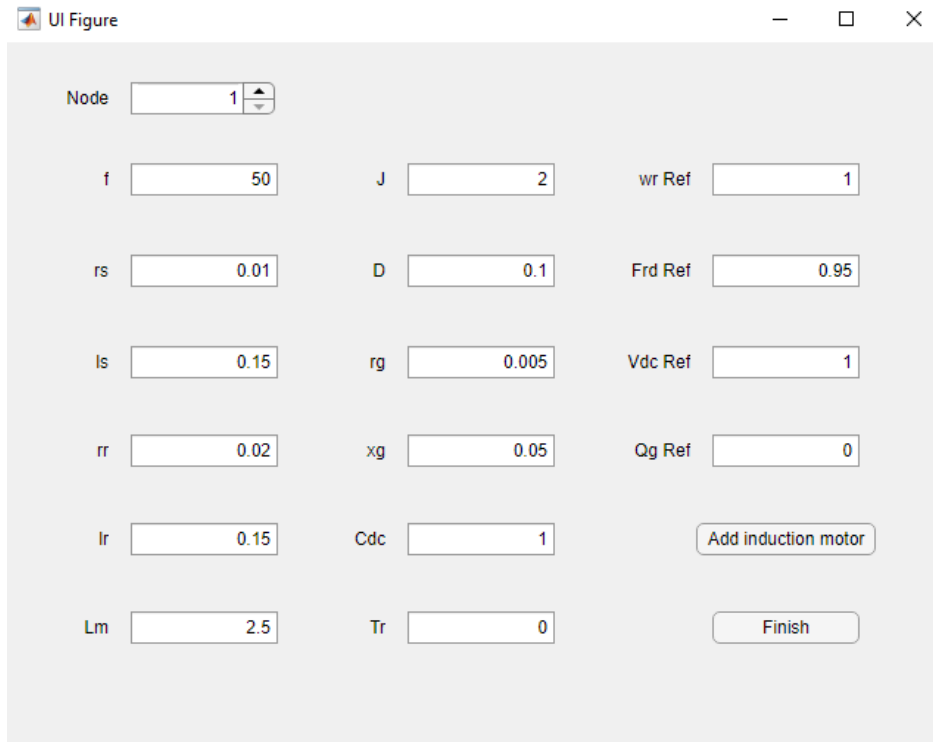 UI Figure
Node 1
f 50 J 2 wr Ref 1
rs 0.01 D 0.1 Frd Ref 0.95
ls 0.15 rg 0.005 Vdc Ref 1
rr 0.02 xg 0.05 Qg Ref 0
lr 0.15 Cdc 1 Add induction motor
Lm 2.5 Tr 0 Finish